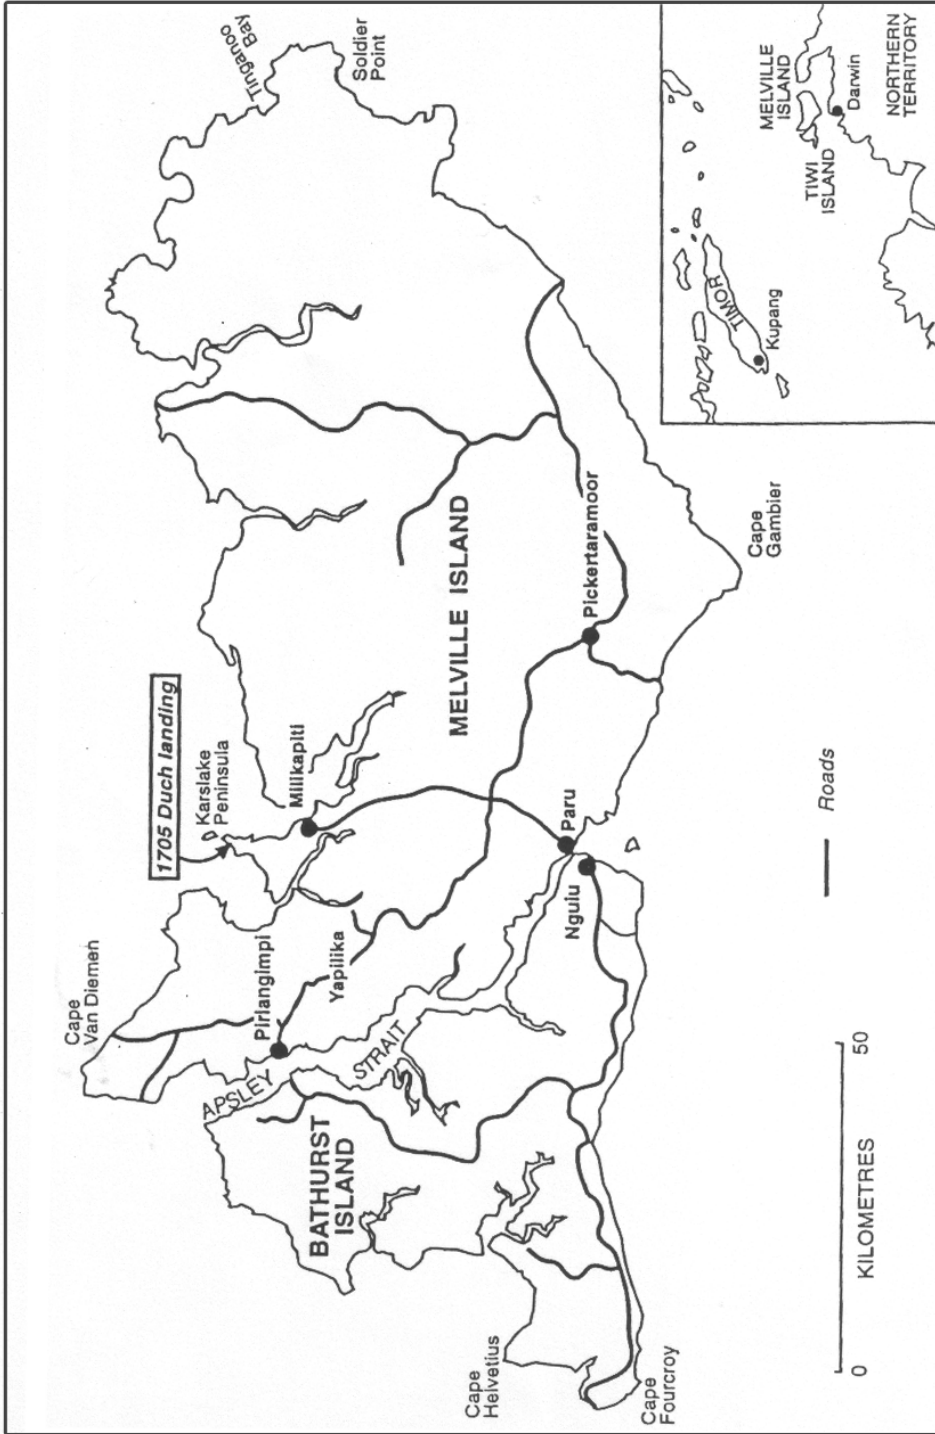 Cape
Van Diemeh
1705 Duch landing
Karslake
Peninsula
Tinganoo
Bay
Soldier
Point
Pirlangimpi
Milikapiti
Yapilika
APSLEY
STRAIT
BATHURST
ISLAND
MELVILLE ISLAND
Pickertaramoor
Paru
Nguiu
Cape
Helvetius
Cape
Fourcroy
Cape
Gambier
0
50
KILOMETRES
Roads
TIMOR
Kupang
MELVILLE
ISLAND
TIWI
ISLAND
Darwin
NORTHERN
TERRITORY